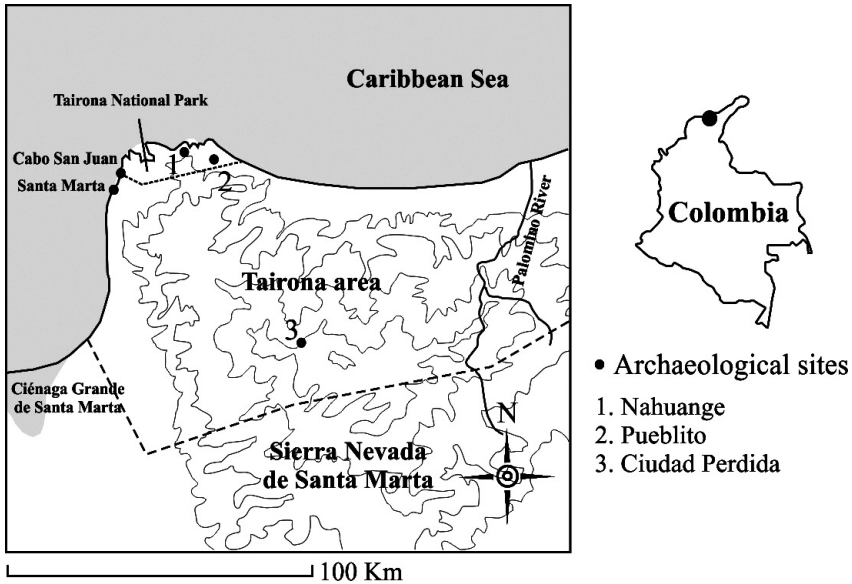 Caribbean Sea
Tairona National Park
Cabo San Juan
Santa Marta
1
2
Palomino River
Tairona area
3
Ciénaga Grande
de Santa Marta
N
Sierra Nevada
de Santa Marta
100 Km
Colombia
Archaeological sites
1. Nahuange
2. Pueblito
3. Ciudad Perdida